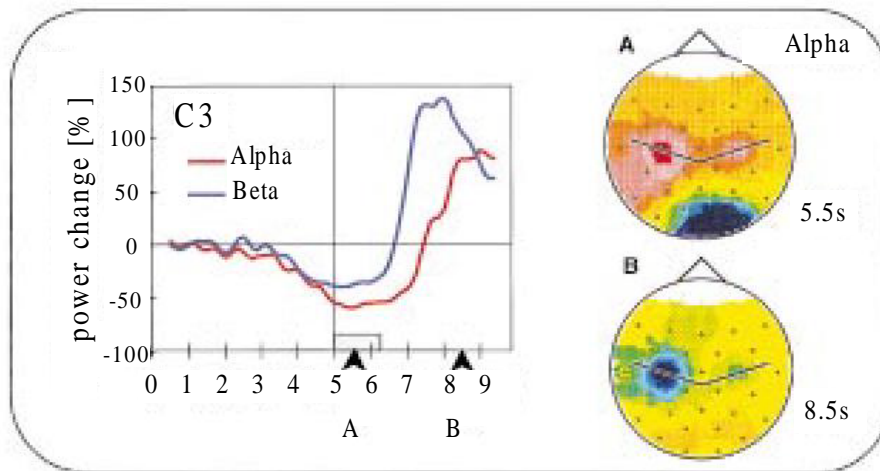 power change [%]
150
100
50
0
-50
-100
C3
Alpha
Beta
0 1 2 3 4 5 6 7 8 9
A B
A Alpha
5.5s
B
8.5s